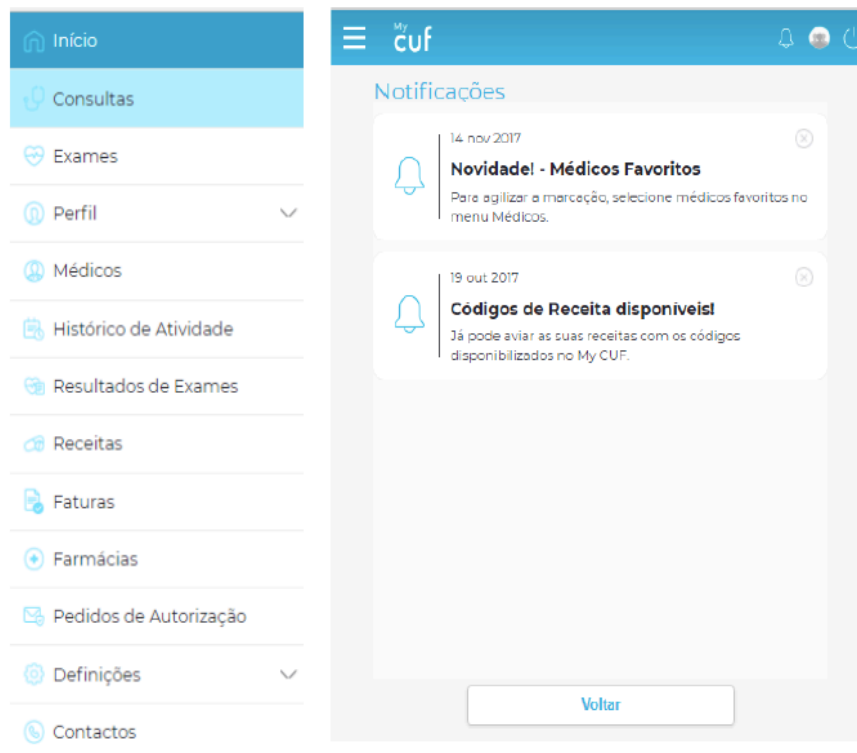 Início
Consultas
Exames
Perfil
Médicos
Histórico de Atividade
Resultados de Exames
Receitas
Faturas
Farmácias
Pedidos de Autorização
Definições
Contactos
My
cuf
Notificações
14 nov 2017
Novidade! - Médicos Favoritos
Para agilizar a marcação, selecione médicos favoritos no
menu Médicos.
19 out 2017
Códigos de Receita disponíveis!
Já pode aviar as suas receitas com os códigos
disponibilizados no My CUF.
Voltar